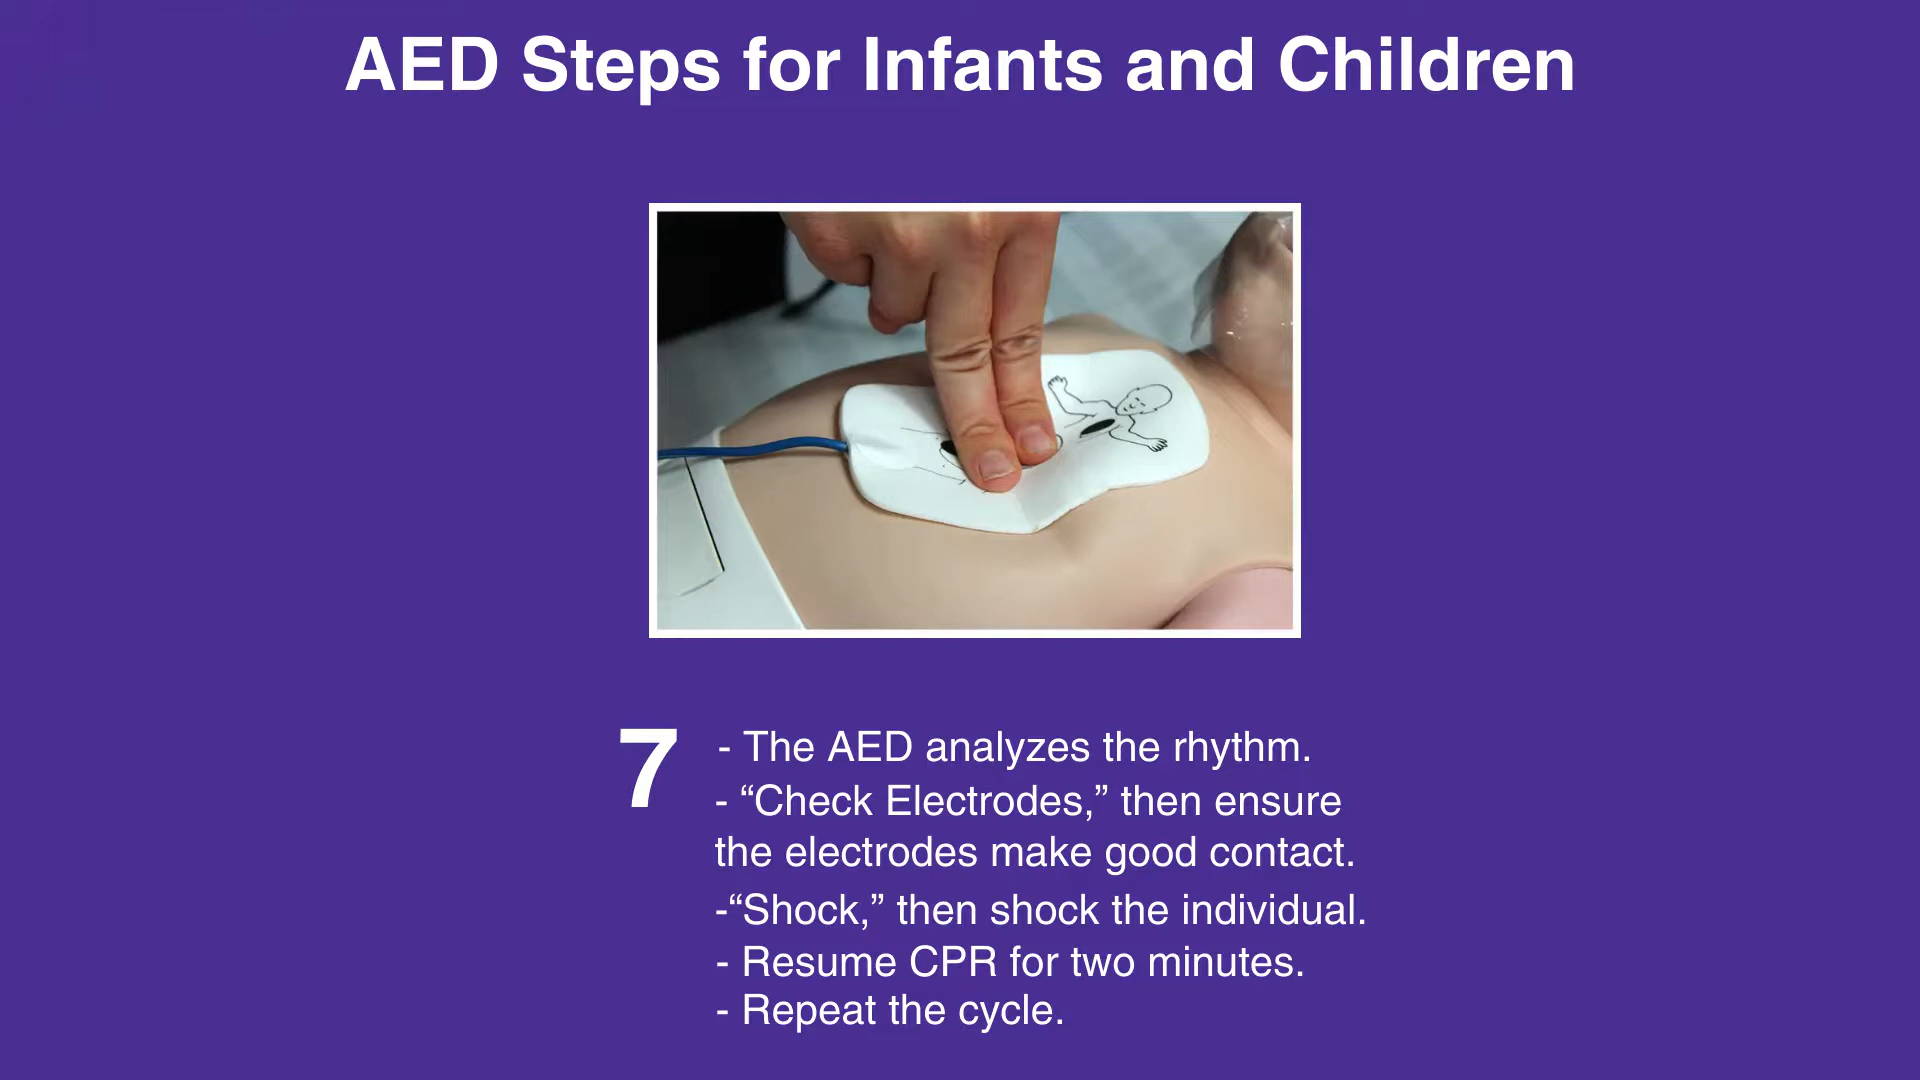 AED Steps for Infants and Children
7
- The AED analyzes the rhythm.
- “Check Electrodes,” then ensure
the electrodes make good contact.
-“Shock,” then shock the individual.
- Resume CPR for two minutes.
- Repeat the cycle.